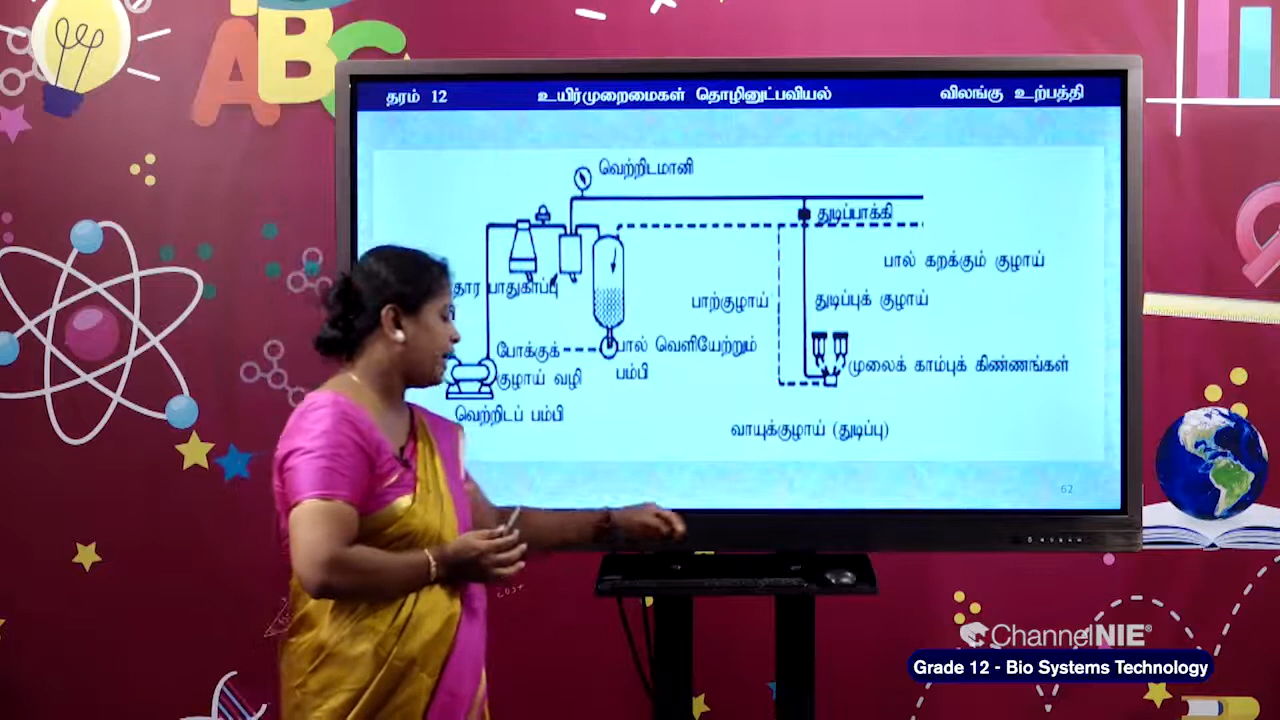 ABC
தரம் 12 உயிர்முறைமைகள் தொழினுட்பவியல் விலங்கு உற்பத்தி
வெற்றிடமானி
துடிப்பாக்கி
பால் கறக்கும் குழாய்
தார பாதுகாப்பு
பாற்குழாய்
துடிப்புக் குழாய்
போக்குக்
குழாய் வழி
பால் வெளியேற்றும்
பம்பி
முலைக் காம்புக் கிண்ணங்கள்
வெற்றிடப் பம்பி
வாயுக்குழாய் (துடிப்பு)
62
ChannelNIE®
Grade 12 - Bio Systems Technology